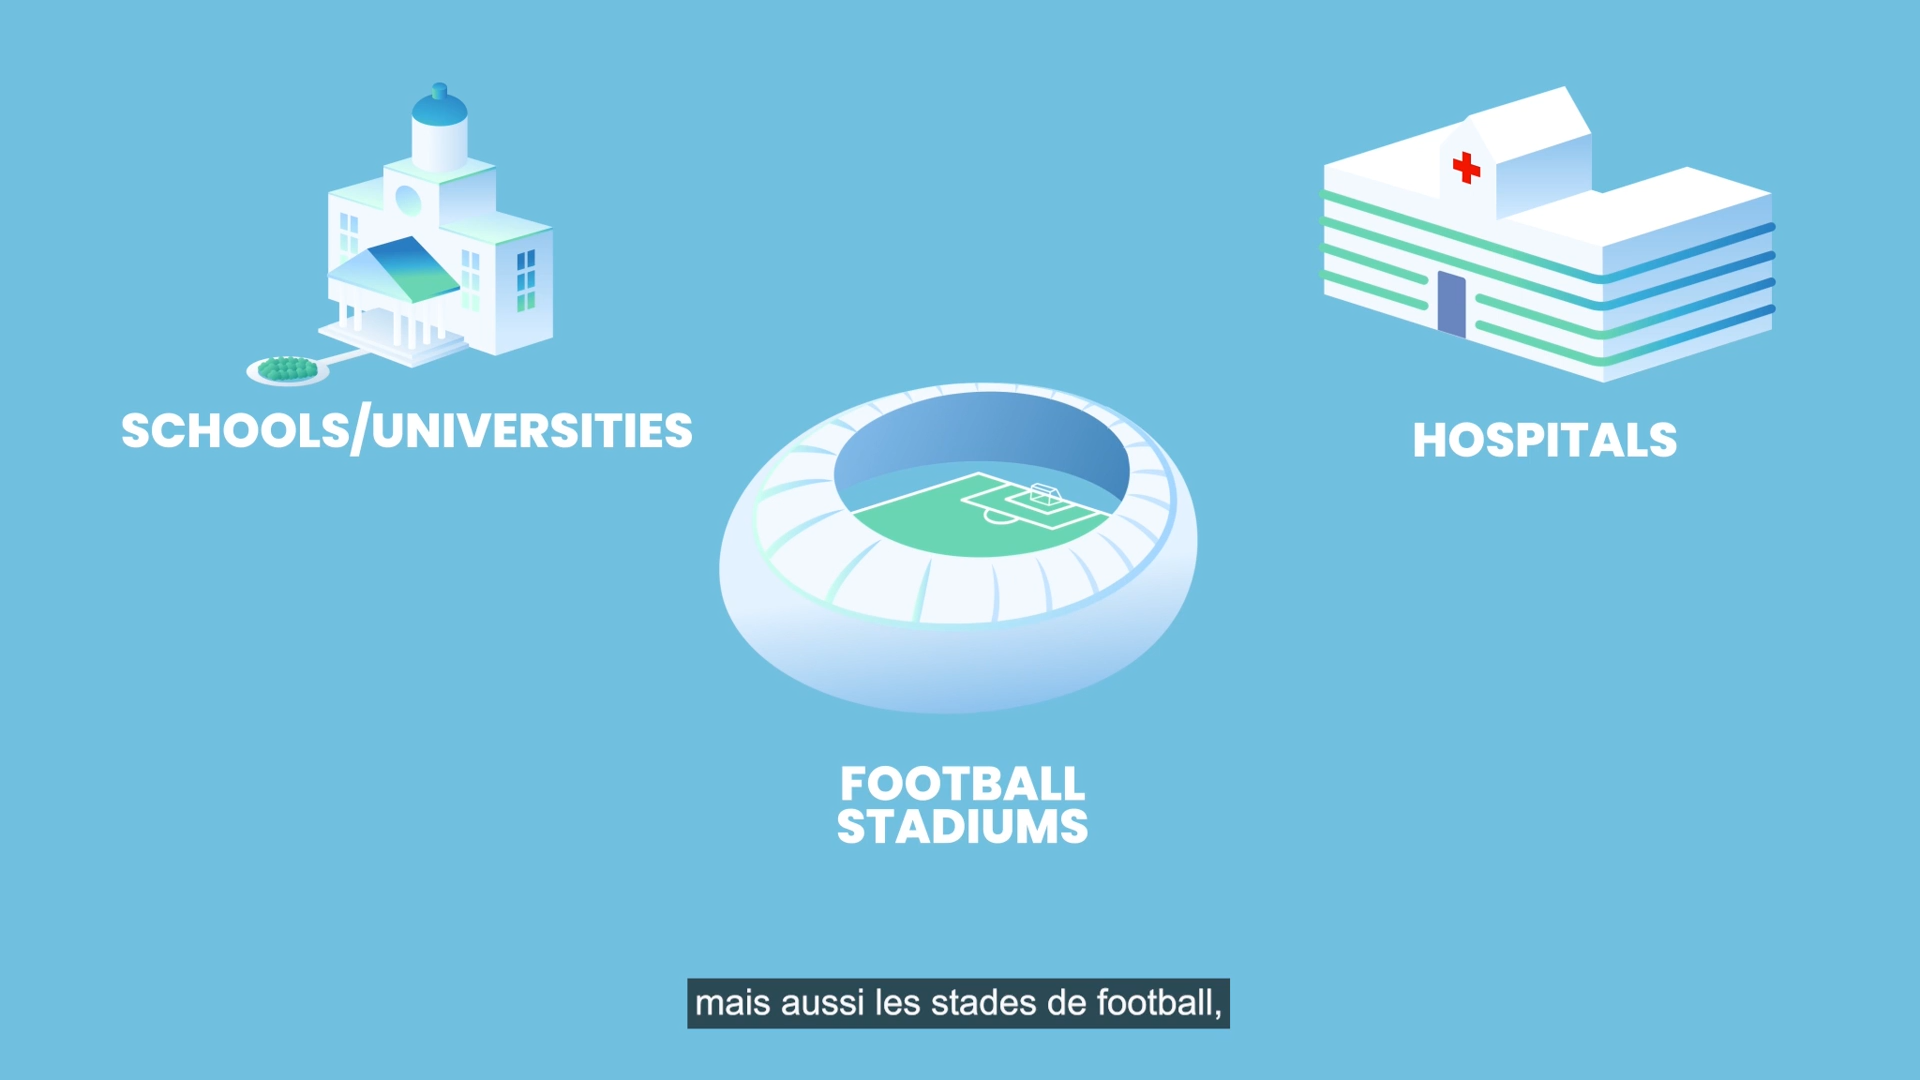 SCHOOLS/UNIVERSITIES
HOSPITALS
FOOTBALL
STADIUMS
mais aussi les stades de football,